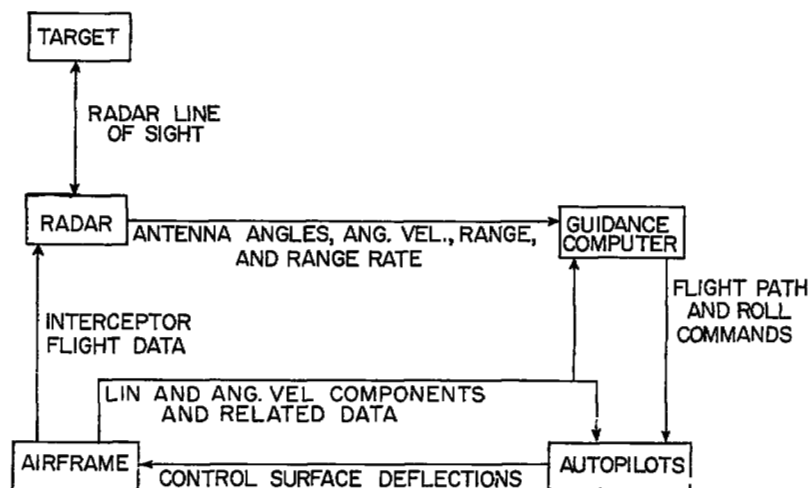 TARGET
RADAR LINE
OF SIGHT
RADAR
ANTENNA ANGLES, ANG. VEL., RANGE,
AND RANGE RATE
GUIDANCE
COMPUTER
FLIGHT PATH
AND ROLL
COMMANDS
INTERCEPTOR
FLIGHT DATA
LIN AND ANG. VEL COMPONENTS
AND RELATED DATA
AIRFRAME
CONTROL SURFACE DEFLECTIONS
AUTOPILOTS